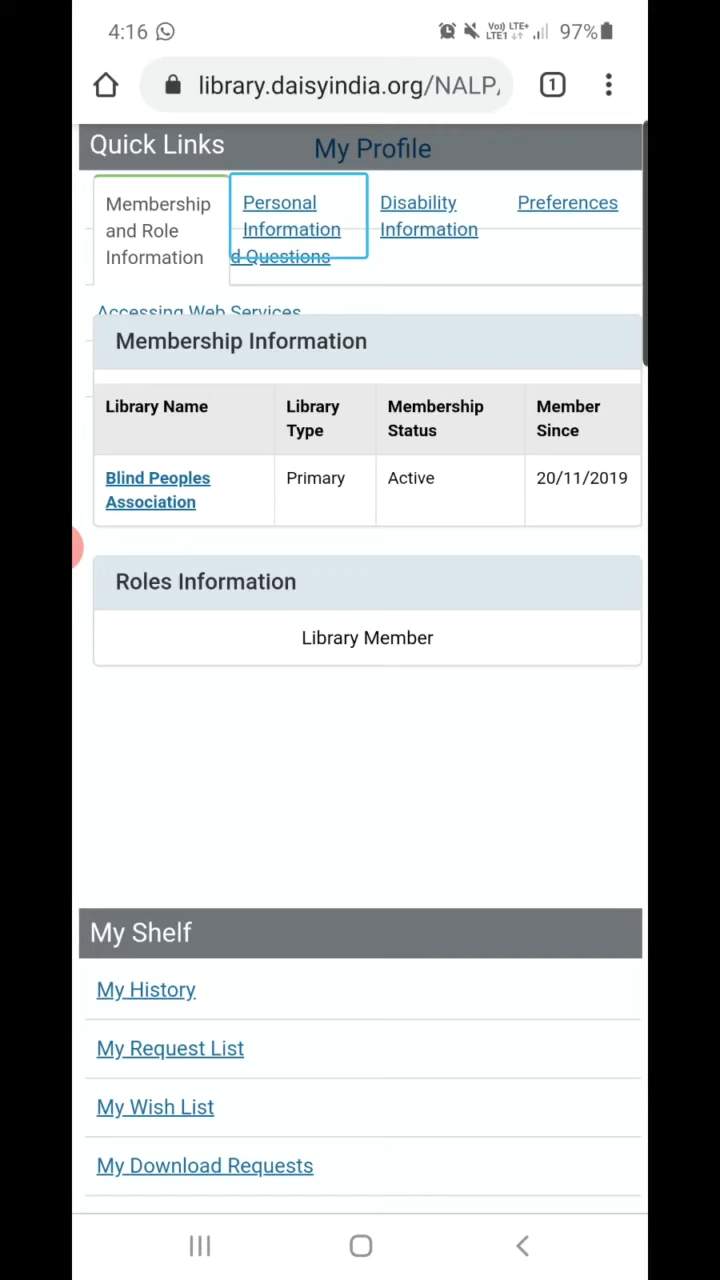 4:16
Vo)) LTE+
LTE1
97%
library.daisyindia.org/NALP
1
Quick Links
My Profile
Membership and Role Information
Personal Information
Disability Information
Preferences
d Questions
Accessing Web Services
Membership Information
Library Name
Library Type
Membership Status
Member Since
Blind Peoples Association
Primary
Active
20/11/2019
Roles Information
Library Member
My Shelf
My History
My Request List
My Wish List
My Download Requests